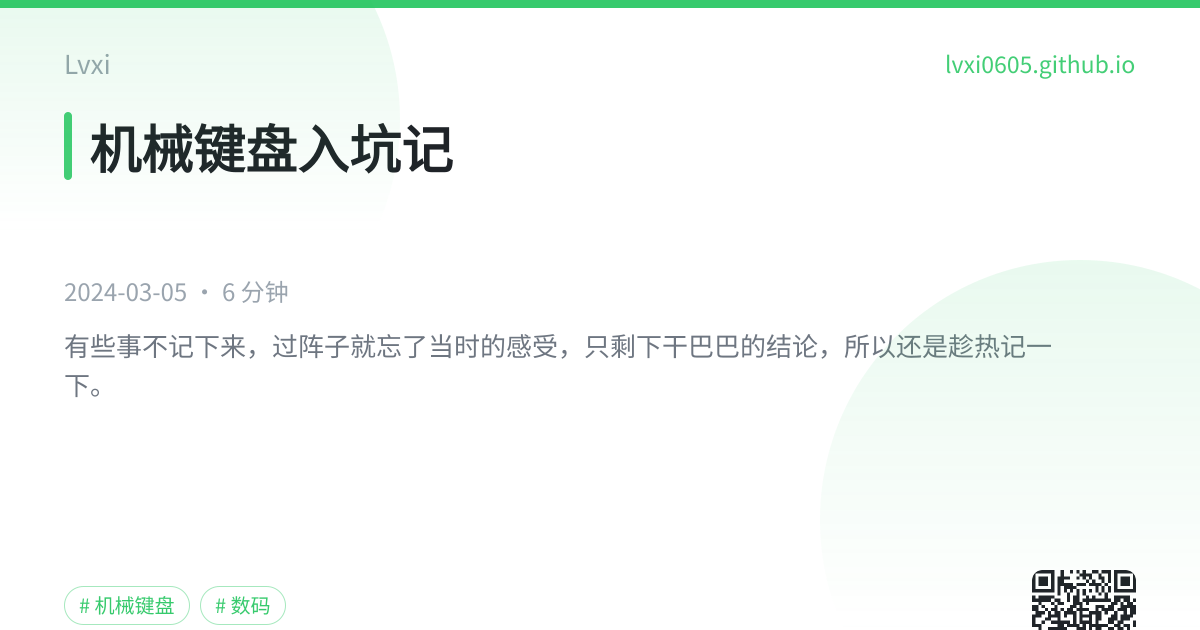 Lvxi
lvxi0605.github.io
机械键盘入坑记
2024-03-05 · 6 分钟
有些事不记下来，过阵子就忘了当时的感受，只剩下干巴巴的结论，所以还是趁热记一
下。
# 机械键盘
# 数码